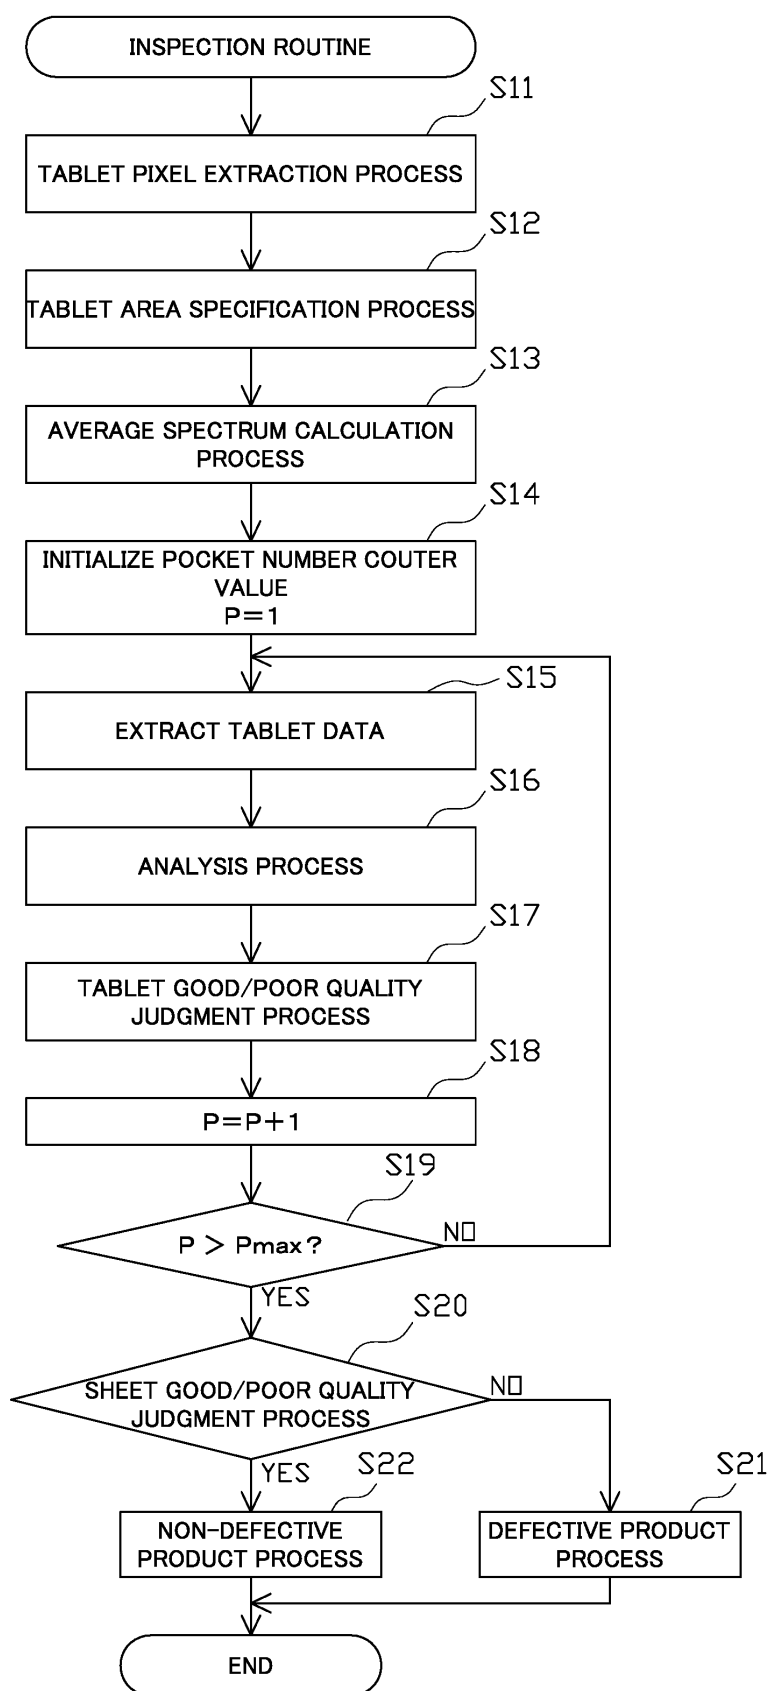 INSPECTION ROUTINE
S11
TABLET PIXEL EXTRACTION PROCESS
S12
TABLET AREA SPECIFICATION PROCESS
S13
AVERAGE SPECTRUM CALCULATION
PROCESS
S14
INITIALIZE POCKET NUMBER COUTER
VALUE
P=1
S15
EXTRACT TABLET DATA
S16
ANALYSIS PROCESS
S17
TABLET GOOD/POOR QUALITY
JUDGMENT PROCESS
S18
P=P+1
S19
P > Pmax?
NO
YES
S20
SHEET GOOD/POOR QUALITY
JUDGMENT PROCESS
NO
YES
S22
NON-DEFECTIVE
PRODUCT PROCESS
S21
DEFECTIVE PRODUCT
PROCESS
END